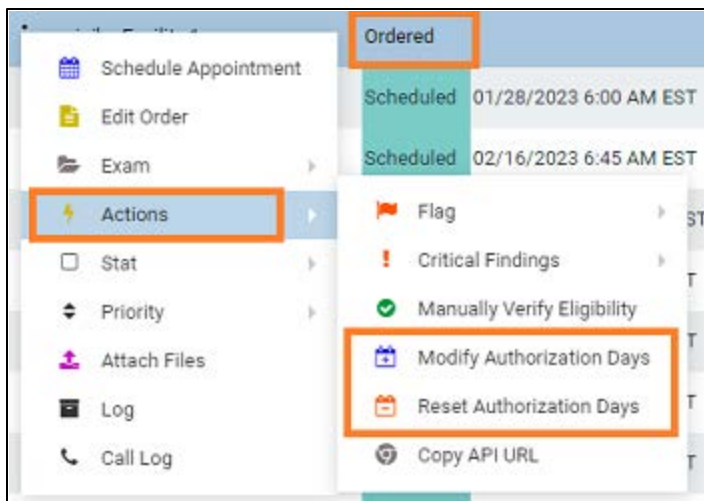 Ordered
Schedule Appointment
Edit Order
Exam
Actions
Stat
Priority
Attach Files
Log
Call Log
Scheduled 01/28/2023 6:00 AM EST
Scheduled 02/16/2023 6:45 AM EST
Flag
Critical Findings
Manually Verify Eligibility
Modify Authorization Days
Reset Authorization Days
Copy API URL